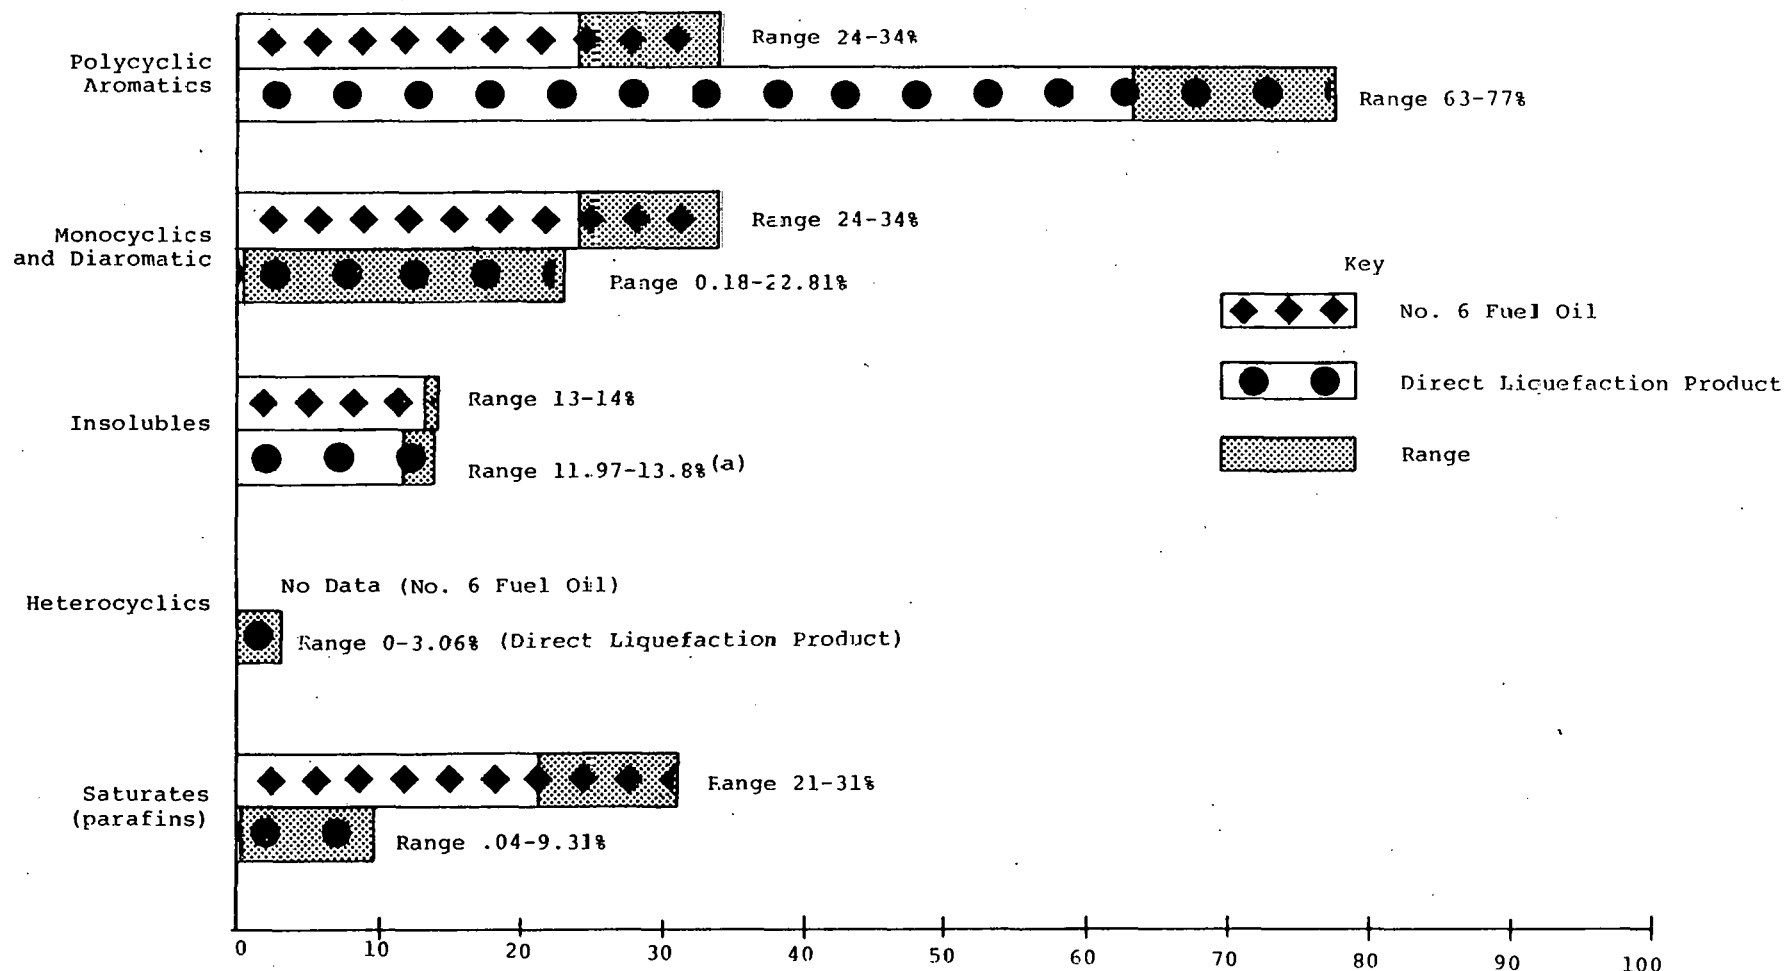 Polycyclic
Aromatics
Range 24-34%
Range 63-77%
Monocyclics
and Diaromatic
Range 24-34%
Range 0.18-22.81%
Key
No. 6 Fuel Oil
Direct Liquefaction Product
Range
Insolubles
Range 13-14%
Range 11.97-13.8%(a)
Heterocyclics
No Data (No. 6 Fuel Oil)
Range 0-3.06% (Direct Liquefaction Product)
Saturates
(parafins)
Range 21-31%
Range .04-9.31%
0 10 20 30 40 50 60 70 80 90 100